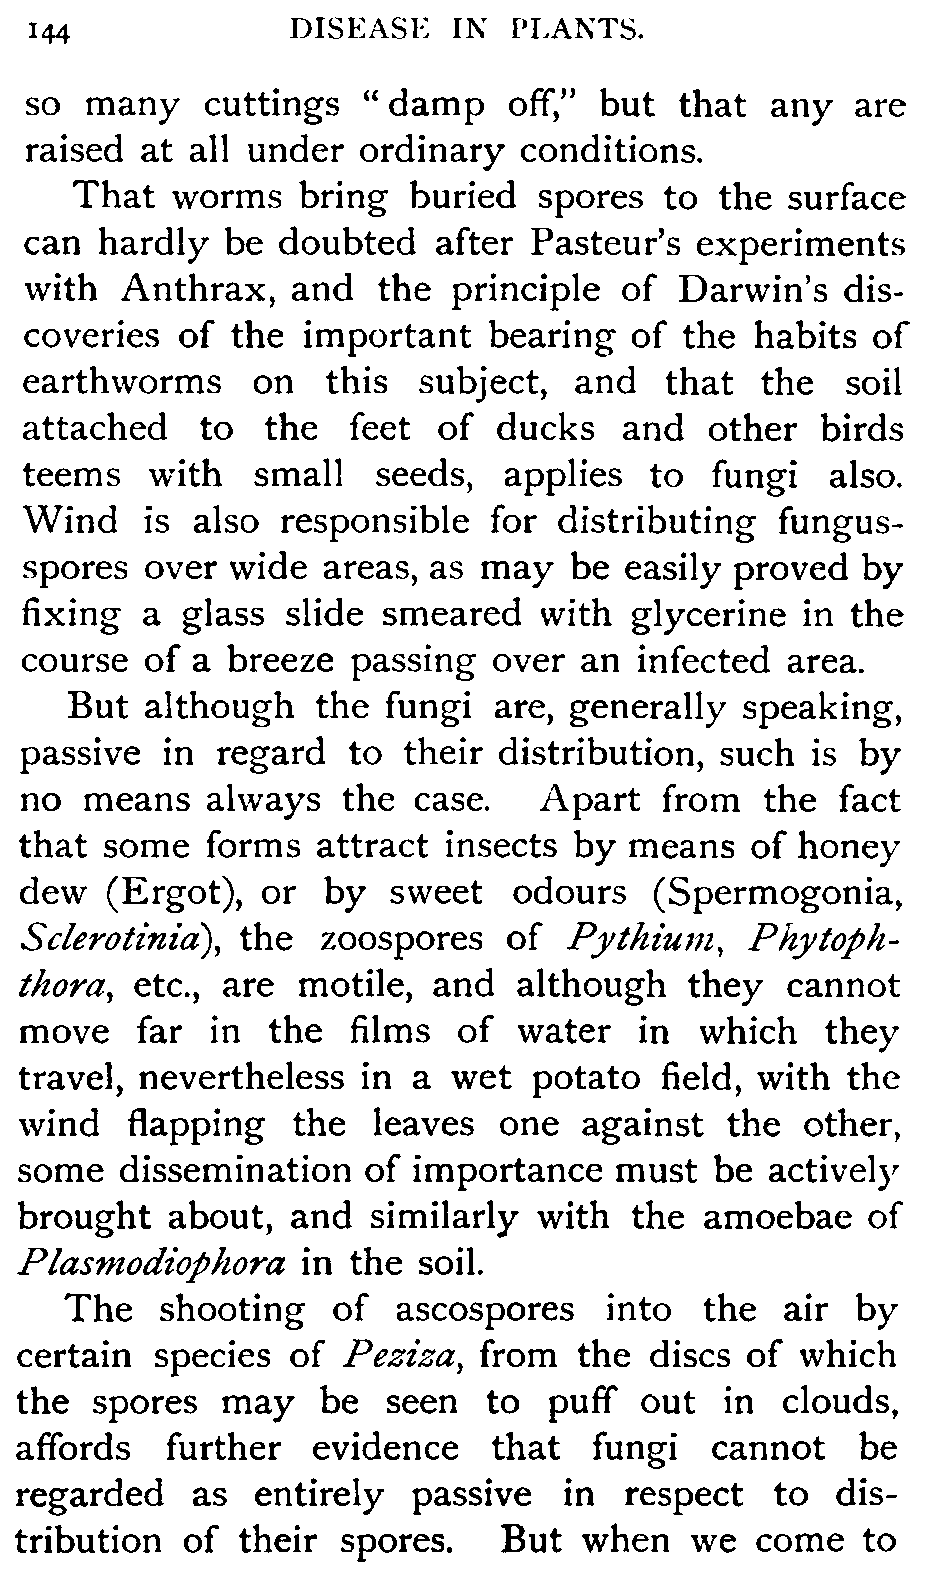 144 DISEASE IN PLANTS.
so many cuttings “damp off,” but that any are
raised at all under ordinary conditions.
That worms bring buried spores to the surface
can hardly be doubted after Pasteur’s experiments
with Anthrax, and the principle of Darwin’s dis-
coveries of the important bearing of the habits of
earthworms on this subject, and that the soil
attached to the feet of ducks and other birds
teems with small seeds, applies to fungi also.
Wind is also responsible for distributing fungus-
spores over wide areas, as may be easily proved by
fixing a glass slide smeared with glycerine in the
course of a breeze passing over an infected area.
But although the fungi are, generally speaking,
passive in regard to their distribution, such is by
no means always the case. Apart from the fact
that some forms attract insects by means of honey
dew (Ergot), or by sweet odours (Spermogonia,
Sclerotinia), the zoospores of Pythium, Phytoph-
thora, etc., are motile, and although they cannot
move far in the films of water in which they
travel, nevertheless in a wet potato field, with the
wind flapping the leaves one against the other,
some dissemination of importance must be actively
brought about, and similarly with the amoebae of
Plasmodiophora in the soil.
The shooting of ascospores into the air by
certain species of Peziza, from the discs of which
the spores may be seen to puff out in clouds,
affords further evidence that fungi cannot be
regarded as entirely passive in respect to dis-
tribution of their spores. But when we come to